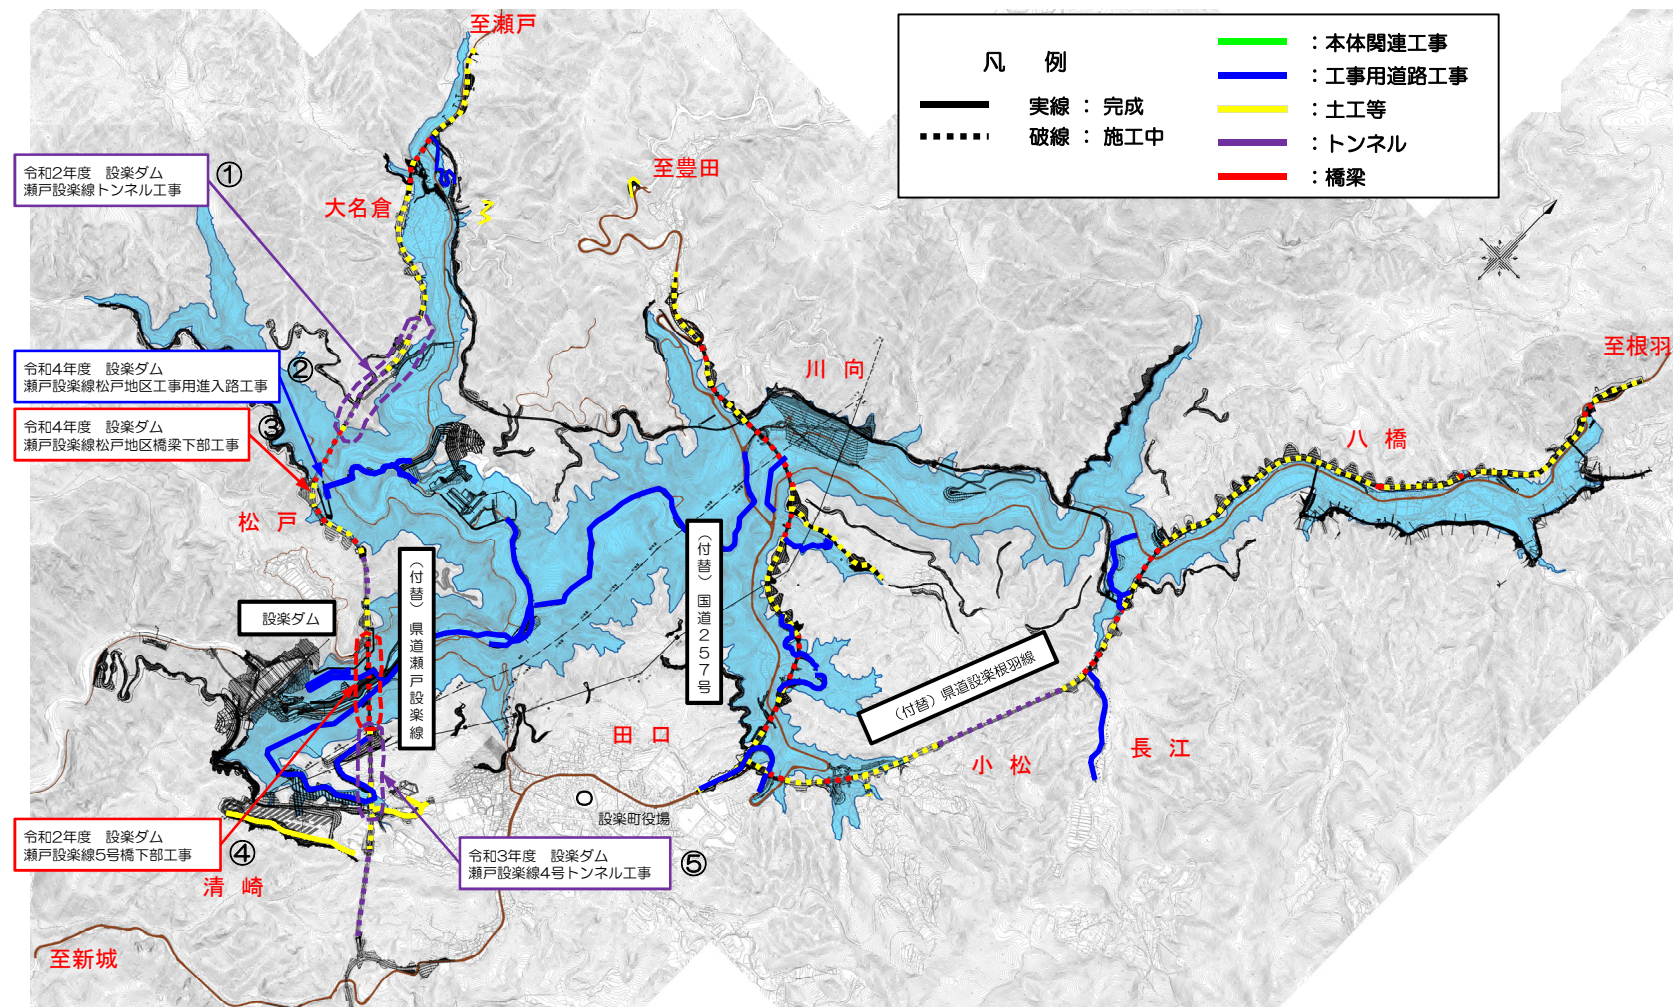 至瀬戸
凡 例
実線 : 完成
破線 : 施工中
: 本体関連工事
: 工事用道路工事
: 土工等
: トンネル
: 橋梁
令和2年度 設楽ダム
瀬戸設楽線トンネル工事
①
大名倉
至豊田
令和4年度 設楽ダム
瀬戸設楽線松戸地区工事用進入路工事
②
令和4年度 設楽ダム
瀬戸設楽線松戸地区橋梁下部工事
③
川 向
至根羽
八 橋
松 戸
設楽ダム
(付替) 県道瀬戸設楽線
(付替) 国道257号
(付替) 県道設楽根羽線
田 口
小 松
長 江
設楽町役場
令和2年度 設楽ダム
瀬戸設楽線5号橋下部工事
④
令和3年度 設楽ダム
瀬戸設楽線4号トンネル工事
⑤
清 崎
至新城